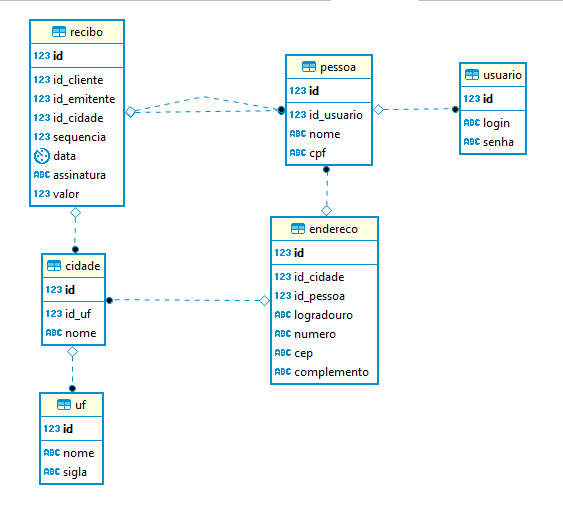 recibo
123 id
123 id_cliente
123 id_emitente
123 id_cidade
123 sequencia
data
ABC assinatura
123 valor
pessoa
123 id
123 id_usuario
ABC nome
ABC cpf
usuario
123 id
ABC login
ABC senha
endereco
123 id
123 id_cidade
123 id_pessoa
ABC logradouro
ABC numero
ABC cep
ABC complemento
cidade
123 id
123 id_uf
ABC nome
uf
123 id
ABC nome
ABC sigla